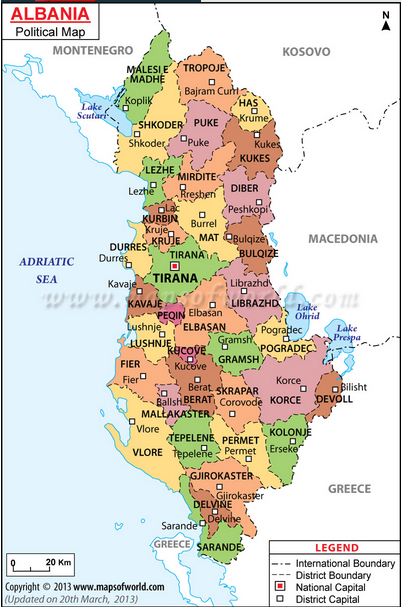 ALBANIA
Political Map
N
MONTENEGRO
KOSOVO
MALESI E
MADHE
TROPOJE
Bajram Curri
Koplik
HAS
Krume
Lake
Scutari
SHKODER
Shkoder
PUKE
Puke
Kukes
KUKES
LEZHE
Lezhe
MIRDITE
Rreshen
DIBER
Peshkopi
Lac
KURBIN
Burrel
Kruje
KRUJE
MAT
Bulqize
BULQIZE
MACEDONIA
DURRES
Durres
TIRANA
TIRANA
ADRIATIC
SEA
Kavaje
KAVAJE
Librazhd
LIBRAZHD
www.mapsofworld.com
PEQIN
Elbasan
ELBASAN
Lake
Ohrid
Lushnje
LUSHNJE
Pogradec
POGRADEC
Lake
Prespa
KUCOVE
Kucove
Gramsh
GRAMSH
FIER
Fier
Berat
BERAT
SKRAPAR
Corovode
Korce
KORCE
Bilisht
DEVOLL
Ballsh
MALLAKASTER
Vlore
VLORE
TEPELENE
Tepelene
PERMET
Permet
KOLONJE
Erseke
GJIROKASTER
Gjirokaster
GREECE
DELVINE
Delvine
Sarande
SARANDE
GREECE
0 20 Km
LEGEND
International Boundary
District Boundary
National Capital
District Capital
Copyright © 2013 www.mapsofworld.com
(Updated on 20th March, 2013)